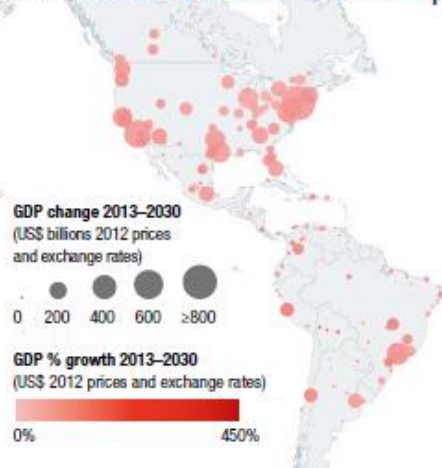 GDP change 2013–2030
(US$ billions 2012 prices
and exchange rates)
0 200 400 600 ≥800
GDP % growth 2013–2030
(US$ 2012 prices and exchange rates)
0% 450%